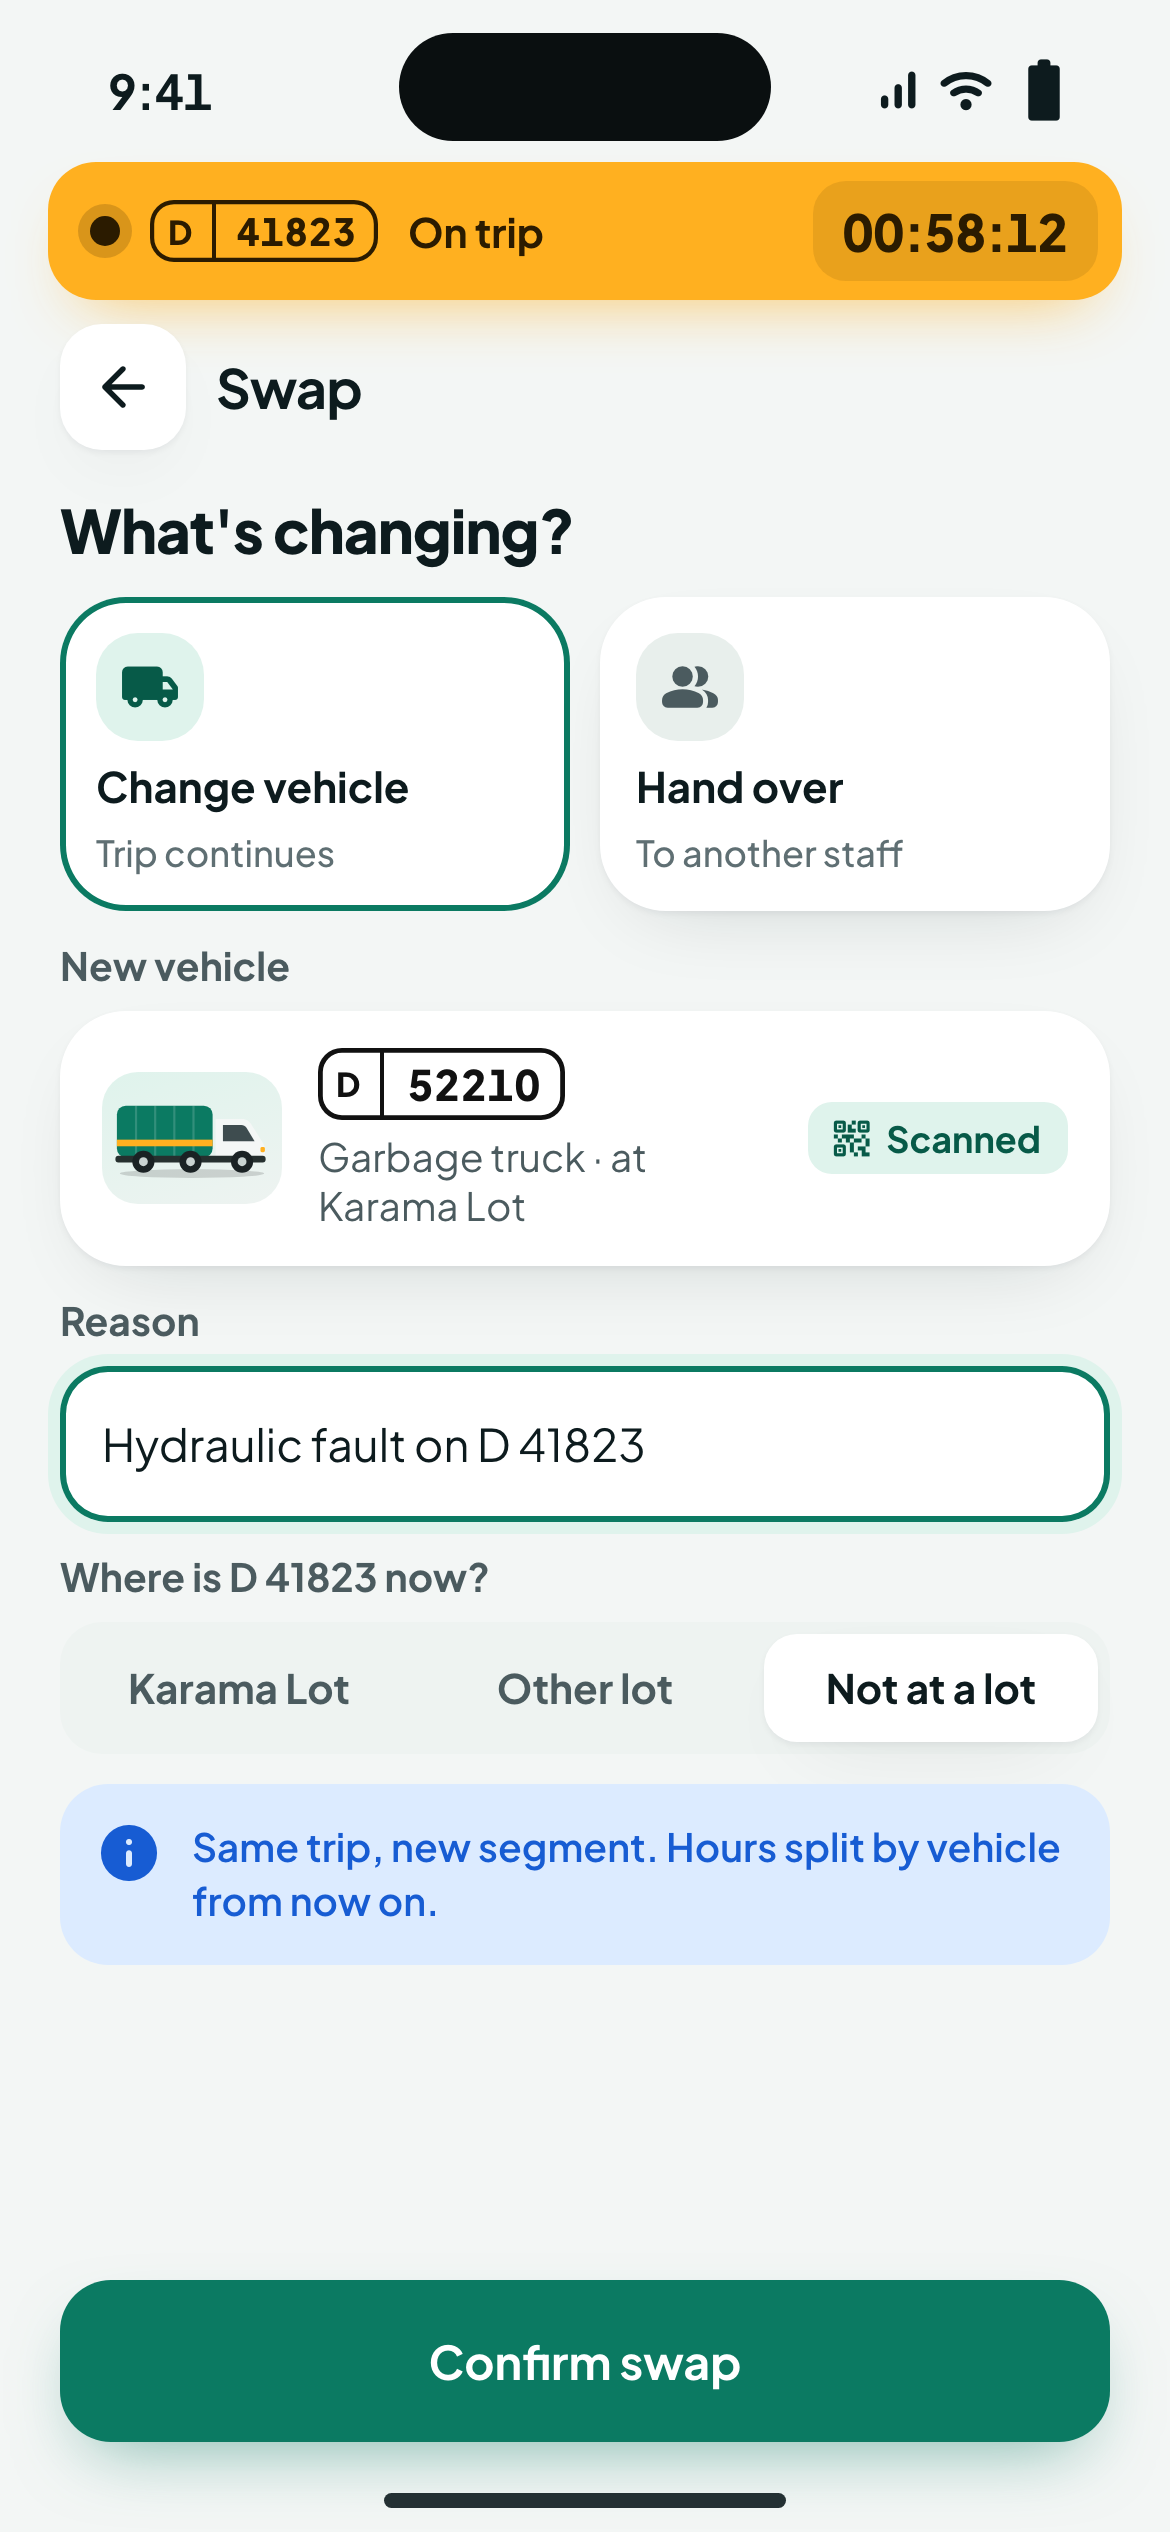 9:41
D 41823 On trip 00:58:12
Swap
What's changing?
Change vehicle
Trip continues
Hand over
To another staff
New vehicle
D 52210
Garbage truck · at
Karama Lot
Scanned
Reason
Hydraulic fault on D 41823
Where is D 41823 now?
Karama Lot Other lot Not at a lot
Same trip, new segment. Hours split by vehicle
from now on.
Confirm swap